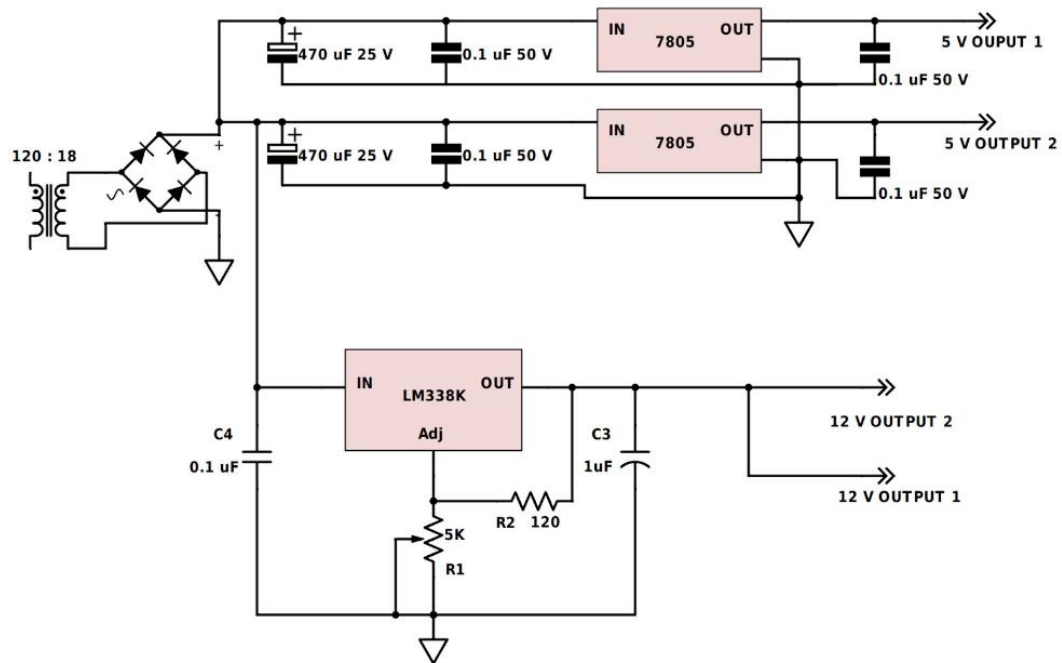 IN
OUT
7805
+
470 uF 25 V
0.1 uF 50 V
5 V OUPUT 1
0.1 uF 50 V
IN
OUT
7805
+
470 uF 25 V
0.1 uF 50 V
5 V OUTPUT 2
0.1 uF 50 V
120 : 18
+
IN
OUT
LM338K
Adj
C4
0.1 uF
C3
1uF
12 V OUTPUT 2
12 V OUTPUT 1
R2 120
5K
R1